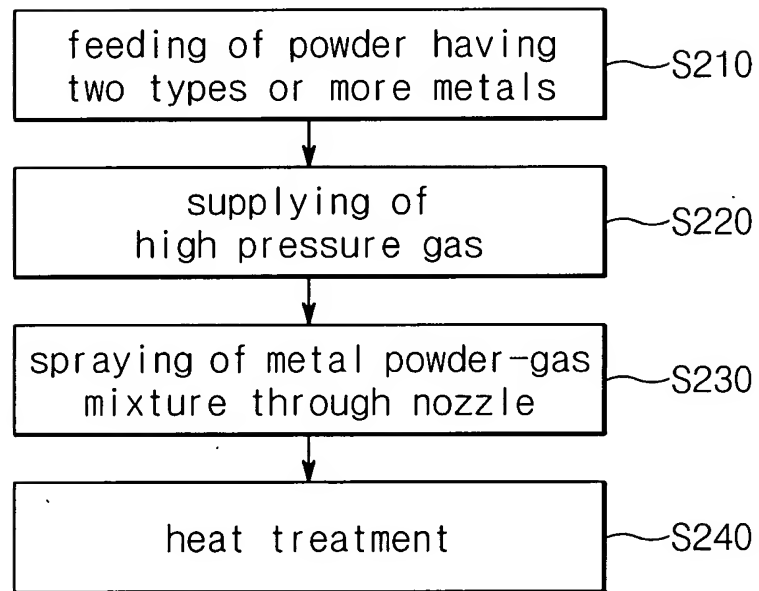 feeding of powder having
two types or more metals
S210
supplying of
high pressure gas
S220
spraying of metal powder-gas
mixture through nozzle
S230
heat treatment
S240